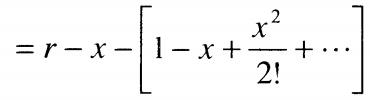 = r − x − [1 − x + x²/2! + ⋯]